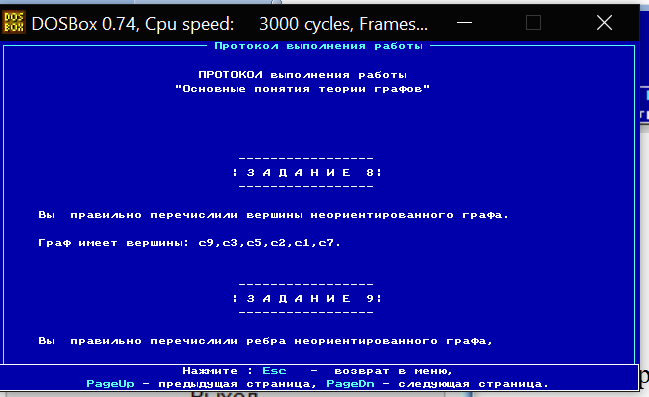 DOSBox 0.74, Cpu speed: 3000 cycles, Frames...
Протокол выполнения работы
ПРОТОКОЛ выполнения работы
"Основные понятия теории графов"
-----------------
¦ З А Д А Н И Е 8¦
-----------------
Вы правильно перечислили вершины неориентированного графа.
Граф имеет вершины: c9,c3,c5,c2,c1,c7.
-----------------
¦ З А Д А Н И Е 9¦
-----------------
Вы правильно перечислили ребра неориентированного графа,
Нажмите : Esc - возврат в меню,
PageUp - предыдущая страница, PageDn - следующая страница.